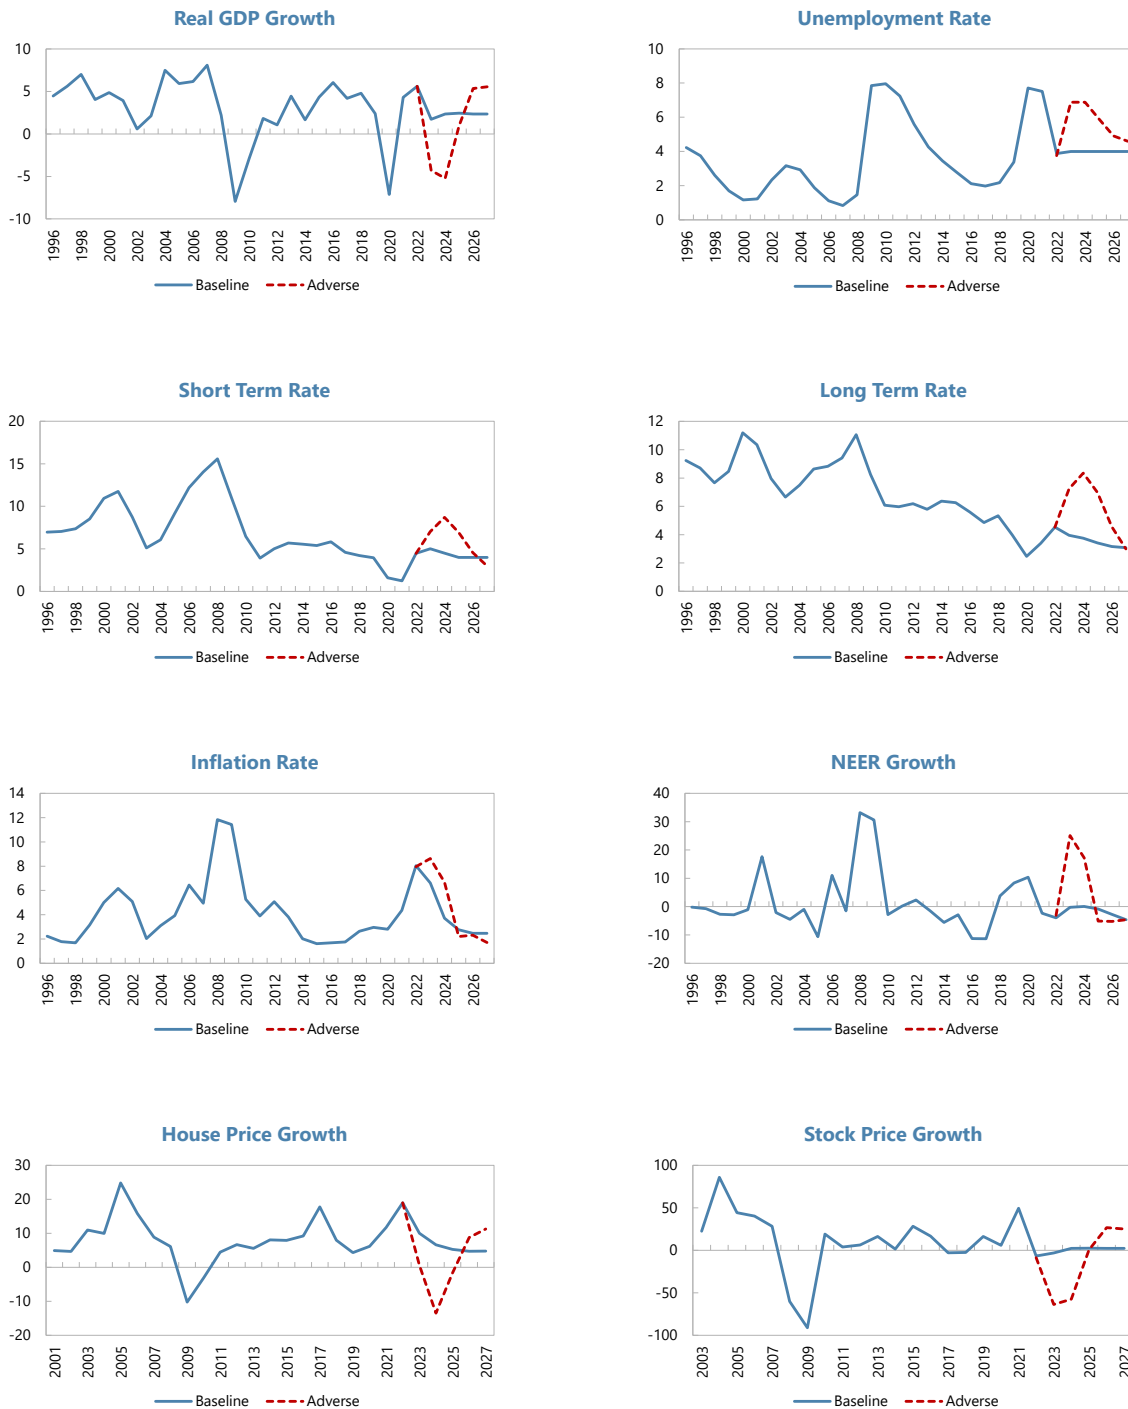 Real GDP Growth
10
5
0
-5
-10
1996 1998 2000 2002 2004 2006 2008 2010 2012 2014 2016 2018 2020 2022 2024 2026
Baseline Adverse
Unemployment Rate
10
8
6
4
2
0
1996 1998 2000 2002 2004 2006 2008 2010 2012 2014 2016 2018 2020 2022 2024 2026
Baseline Adverse
Short Term Rate
20
15
10
5
0
1996 1998 2000 2002 2004 2006 2008 2010 2012 2014 2016 2018 2020 2022 2024 2026
Baseline Adverse
Long Term Rate
12
10
8
6
4
2
0
1996 1998 2000 2002 2004 2006 2008 2010 2012 2014 2016 2018 2020 2022 2024 2026
Baseline Adverse
Inflation Rate
14
12
10
8
6
4
2
0
1996 1998 2000 2002 2004 2006 2008 2010 2012 2014 2016 2018 2020 2022 2024 2026
Baseline Adverse
NEER Growth
40
30
20
10
0
-10
-20
1996 1998 2000 2002 2004 2006 2008 2010 2012 2014 2016 2018 2020 2022 2024 2026
Baseline Adverse
House Price Growth
30
20
10
0
-10
-20
2001 2003 2005 2007 2009 2011 2013 2015 2017 2019 2021 2023 2025 2027
Baseline Adverse
Stock Price Growth
100
50
0
-50
-100
2003 2005 2007 2009 2011 2013 2015 2017 2019 2021 2023 2025 2027
Baseline Adverse